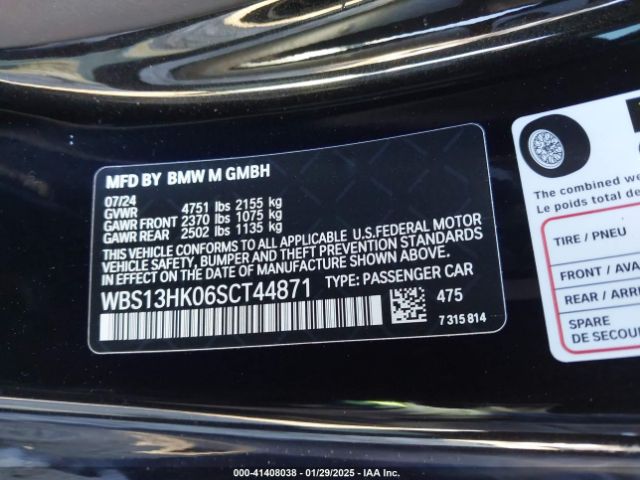 MFD BY BMW M GMBH
07/24
GVWR 4751 lbs 2155 kg
GAWR FRONT 2370 lbs 1075 kg
GAWR REAR 2502 lbs 1135 kg
THIS VEHICLE CONFORMS TO ALL APPLICABLE U.S.FEDERAL MOTOR
VEHICLE SAFETY, BUMPER, AND THEFT PREVENTION STANDARDS
IN EFFECT ON THE DATE OF MANUFACTURE SHOWN ABOVE.
WBS13HK06SCT44871 TYPE: PASSENGER CAR
475
7 315 814
The combined we
Le poids total de
TIRE / PNEU
FRONT / AVA
REAR / ARR
SPARE
DE SECOU
000-41408038 - 01/29/2025 - IAA Inc.